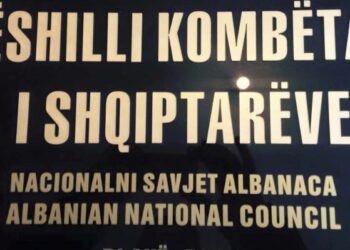 ËSHILLI KOMBËTA
I SHQIPTARËVE
NACIONALNI SAVJET ALBANACA
ALBANIAN NATIONAL COUNCIL